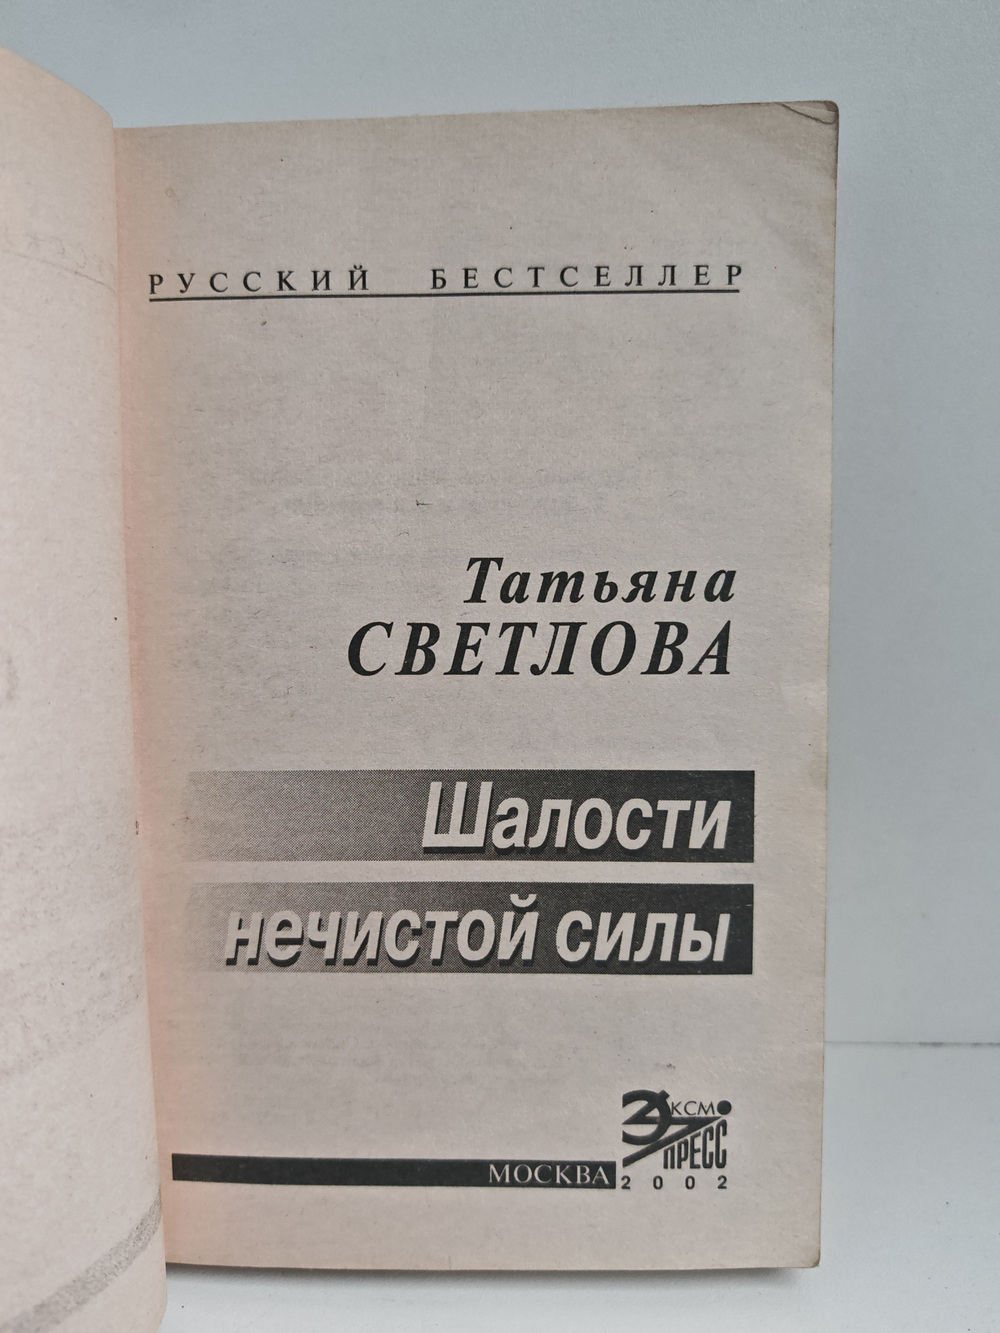 РУССКИЙ БЕСТСЕЛЛЕР
Татьяна
СВЕТЛОВА
Шалости
нечистой силы
ЭКСМО
ПРЕСС
МОСКВА 2002